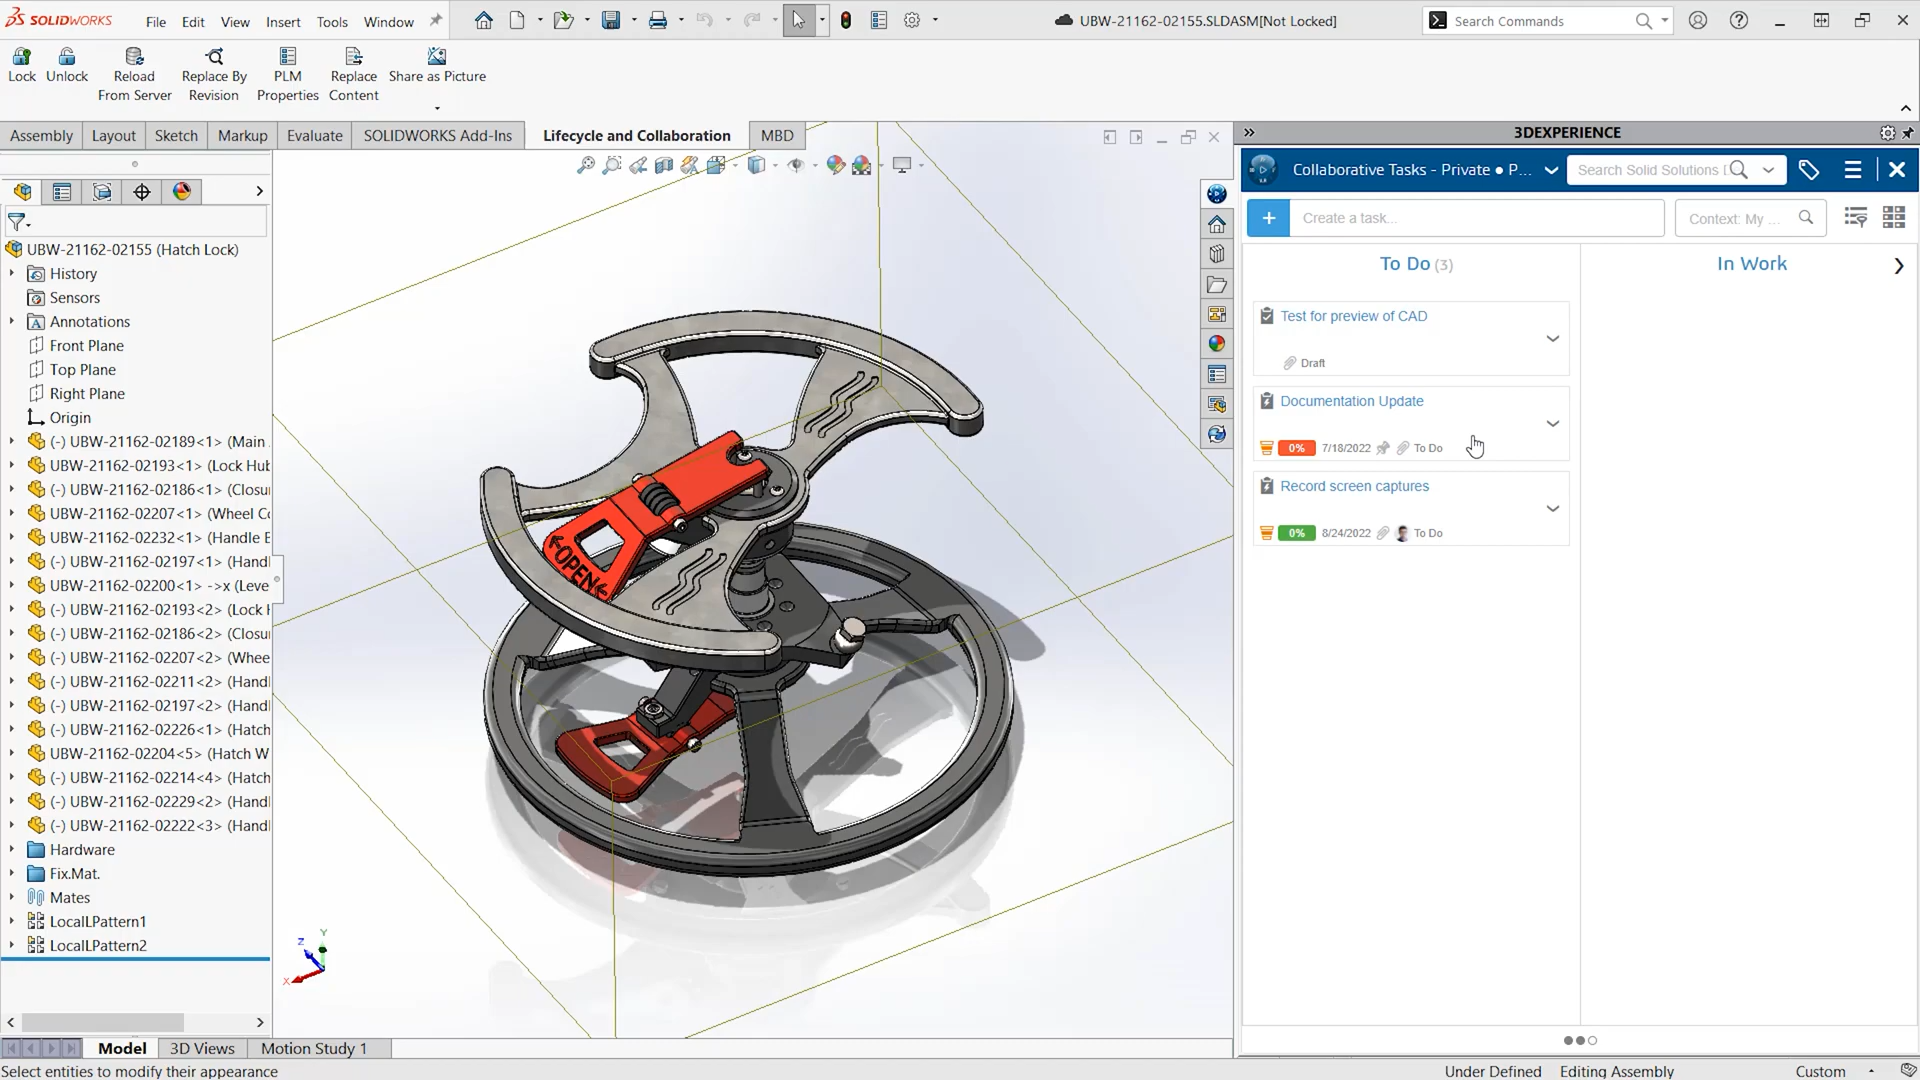 SOLIDWORKS
File Edit View Insert Tools Window
UBW-21162-02155.SLDASM[Not Locked]
Search Commands
Lock
Unlock
Reload From Server
Replace By Revision
PLM Properties
Replace Content
Share as Picture
Assembly Layout Sketch Markup Evaluate SOLIDWORKS Add-Ins Lifecycle and Collaboration MBD
UBW-21162-02155 (Hatch Lock)
History
Sensors
Annotations
Front Plane
Top Plane
Right Plane
Origin
(-) UBW-21162-02189<1> (Main
UBW-21162-02193<1> (Lock Hub
UBW-21162-02186<1> (Closu
UBW-21162-02207<1> (Wheel Co
UBW-21162-02232<1> (Handle B
(-) UBW-21162-02197<1> (Handl
UBW-21162-02200<1> ->x (Leve
(-) UBW-21162-02193<2> (Lock H
(-) UBW-21162-02186<2> (Closu
(-) UBW-21162-02207<2> (Whee
(-) UBW-21162-02211<2> (Handl
(-) UBW-21162-02197<2> (Handl
(-) UBW-21162-02226<1> (Hatch
UBW-21162-02204<5> (Hatch W
(-) UBW-21162-02214<4> (Hatch
(-) UBW-21162-02229<2> (Handl
(-) UBW-21162-02222<3> (Handl
Hardware
Fix.Mat.
Mates
LocalLPattern1
LocalLPattern2
OPEN
Z
Y
X
3DEXPERIENCE
Collaborative Tasks - Private ● P...
Search Solid Solutions
Create a task...
Context: My ...
To Do (3)
In Work
Test for preview of CAD
Draft
Documentation Update
0% 7/18/2022 To Do
Record screen captures
0% 8/24/2022 To Do
Model 3D Views Motion Study 1
Select entities to modify their appearance
Under Defined Editing Assembly Custom